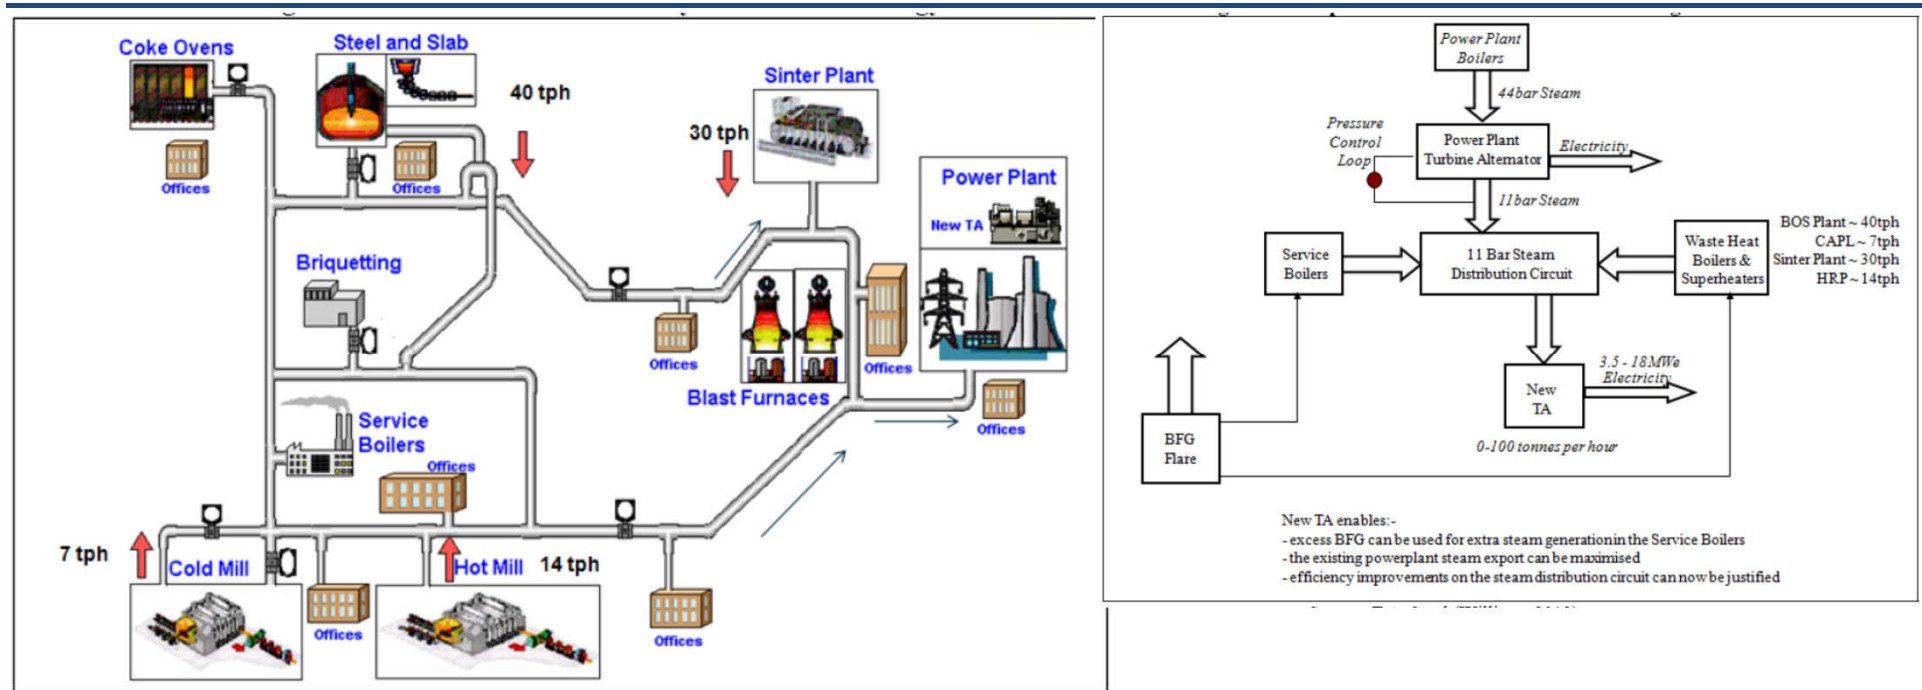 Coke Ovens
Steel and Slab
40 tph
Sinter Plant
30 tph
Offices
Offices
Power Plant
New TA
Briquetting
Offices
Offices
Blast Furnaces
Offices
Service
Boilers
Offices
7 tph
Cold Mill
Hot Mill
14 tph
Offices
Offices
Power Plant
Boilers
44bar Steam
Pressure
Control
Loop
Power Plant
Turbine Alternator
Electricity
11bar Steam
Service
Boilers
11 Bar Steam
Distribution Circuit
Waste Heat
Boilers &
Superheaters
BOS Plant ~ 40tph
CAPL ~ 7tph
Sinter Plant ~ 30tph
HRP ~ 14tph
3.5 - 18MWe
Electricity
New
TA
BFG
Flare
0-100 tonnes per hour
New TA enables:-
- excess BFG can be used for extra steam generationin the Service Boilers
- the existing powerplant steam export can be maximised
- efficiency improvements on the steam distribution circuit can now be justified